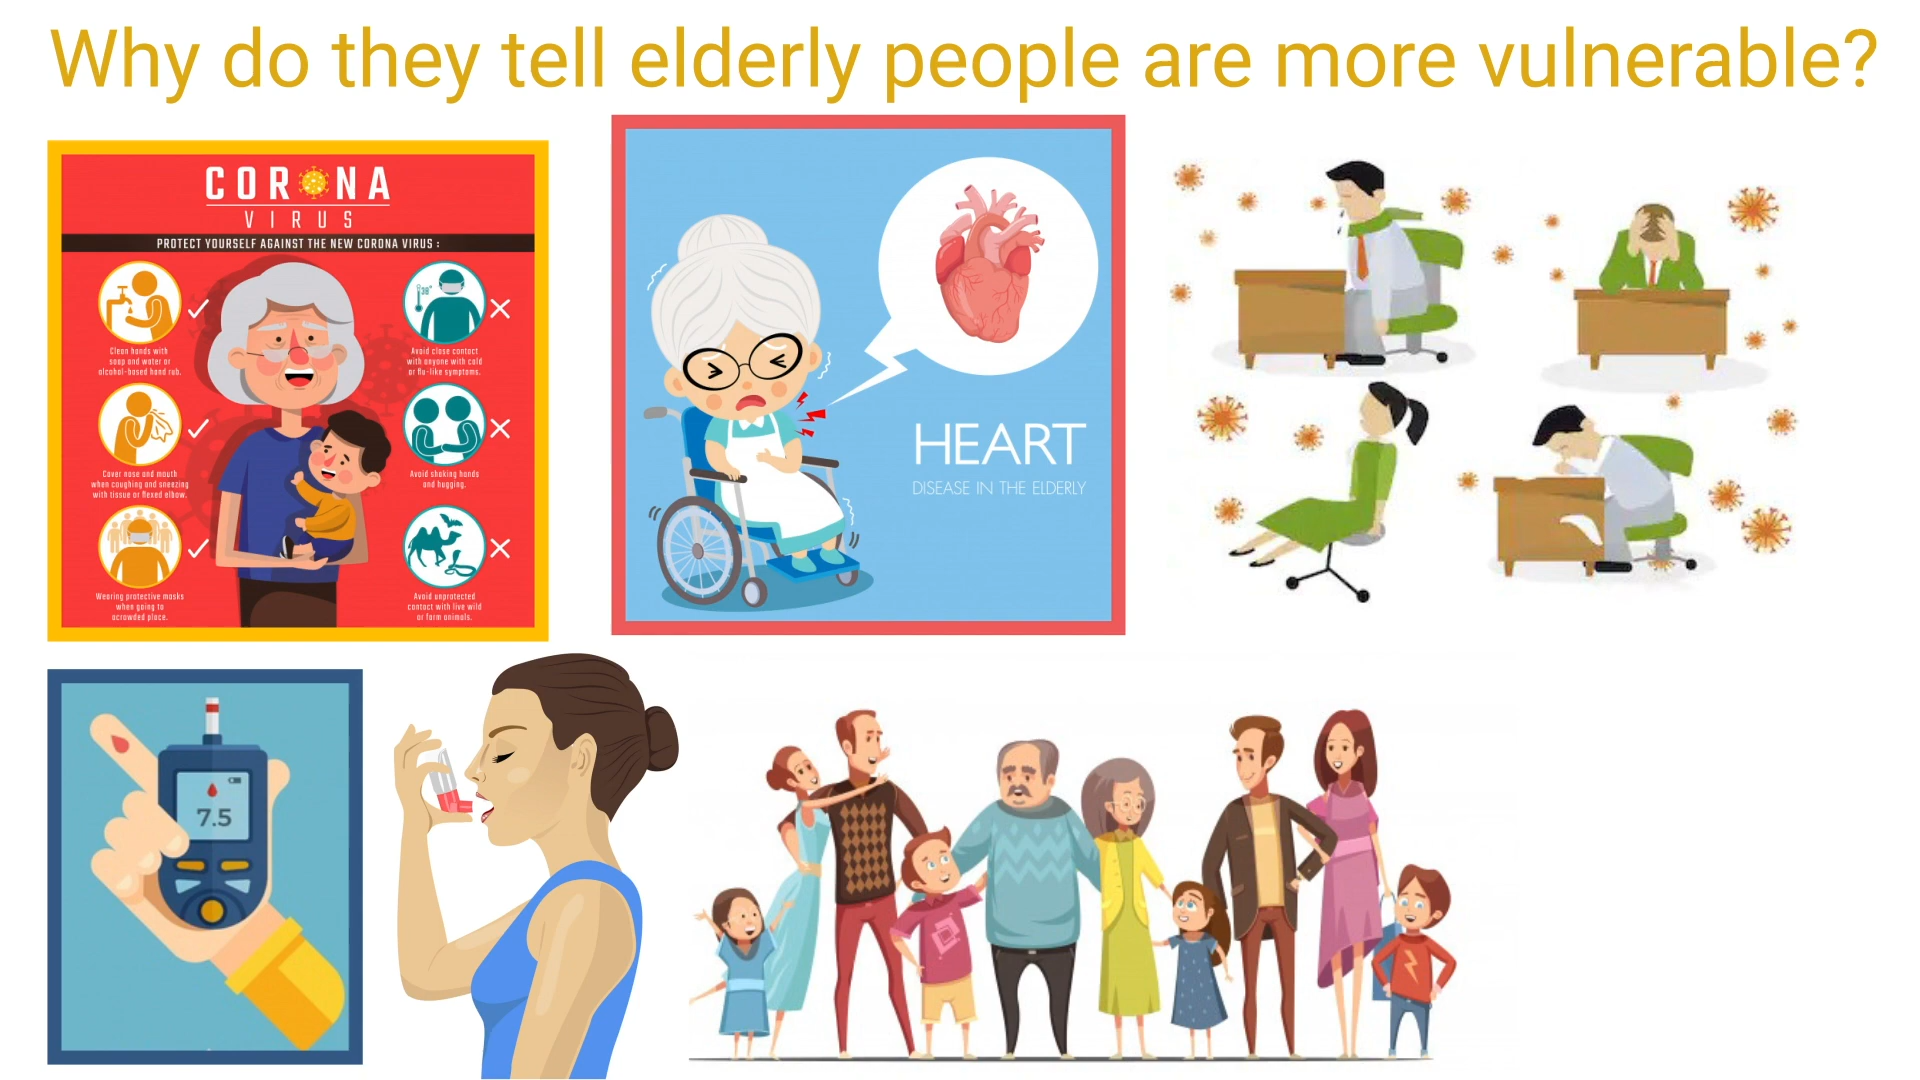 Why do they tell elderly people are more vulnerable?
CORONA
VIRUS
PROTECT YOURSELF AGAINST THE NEW CORONA VIRUS :
Clean hands with
soap and water or
alcohol-based hand rub.
Cover nose and mouth
when coughing and sneezing
with tissue or flexed elbow.
Wearing protective masks
when going to
acrowded place.
38°
Avoid close contact
with anyone with cold
or flu-like symptoms.
Avoid shaking hands
and hugging.
Avoid unprotected
contact with live wild
or farm animals.
HEART
DISEASE IN THE ELDERLY
7.5